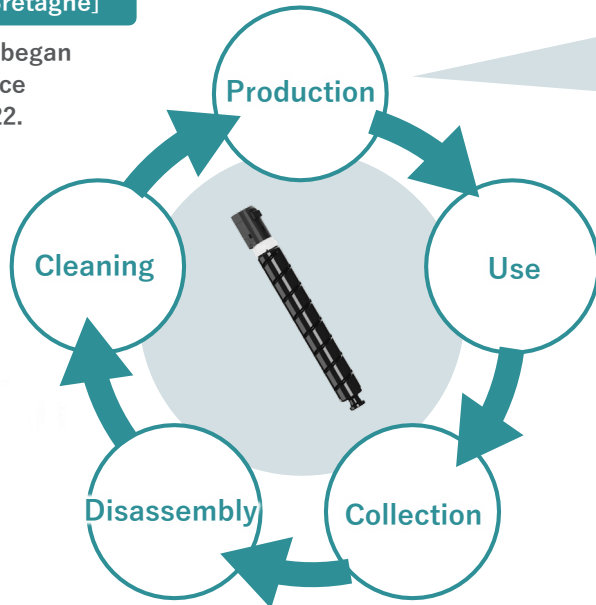 retagne]
began
ce
22.
Production
Use
Collection
Disassembly
Cleaning